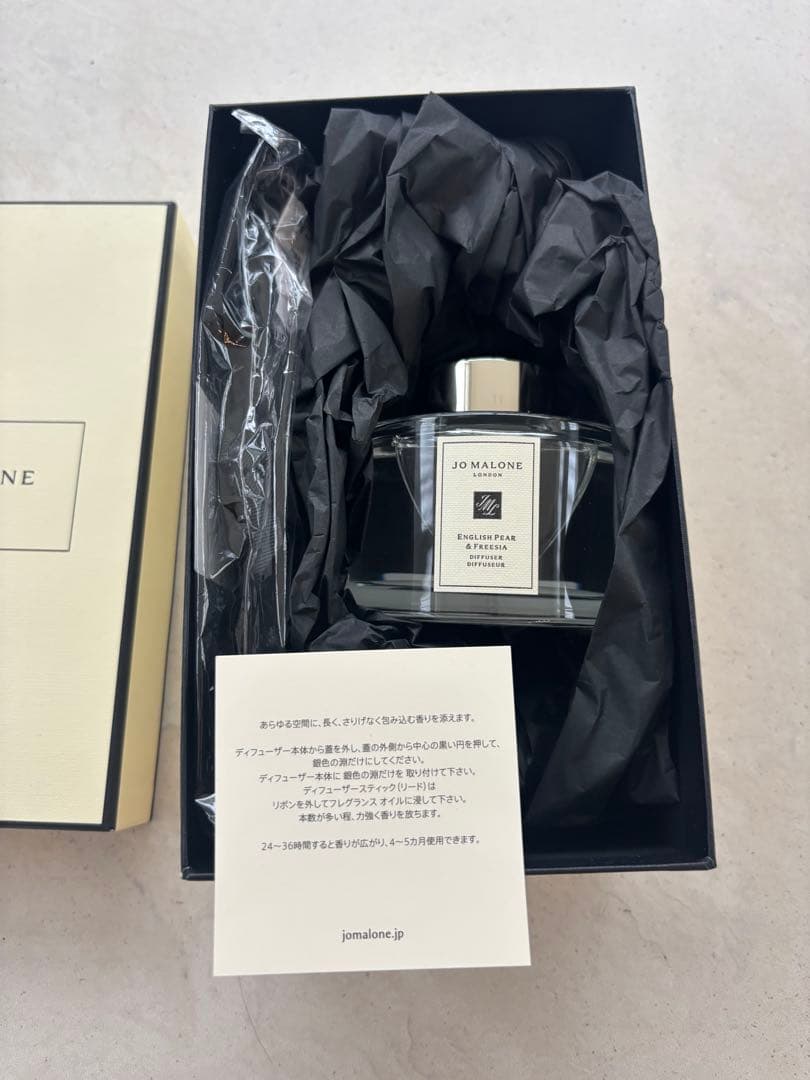 NE
JO MALONE
LONDON
JML
ENGLISH PEAR
& FREESIA
DIFFUSER
DIFFUSEUR
あらゆる空間に、長く、さりげなく包み込む香りを添えます。
ディフューザー本体から蓋を外し、蓋の外側から中心の黒い円を押して、
銀色の淵だけにしてください。
ディフューザー本体に 銀色の淵だけを 取り付けて下さい。
ディフューザースティック(リード)は
リボンを外してフレグランス オイルに浸して下さい。
本数が多い程、力強く香りを放ちます。
24〜36時間すると香りが広がり、4〜5カ月使用できます。
jomalone.jp